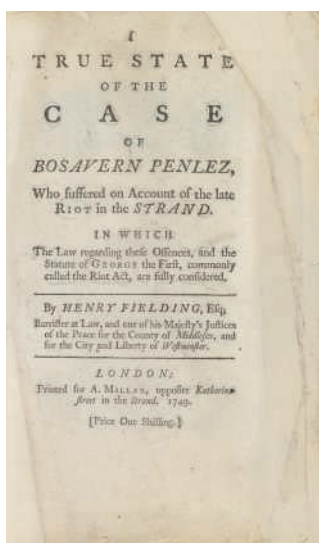 TRUE STATE
OF THE
CASE
OF
BOSAVERN PENLEZ,
Who suffered on Account of the late
RIOT in the STRAND.
IN WHICH
The Law regarding these Offences, and the
Statute of GEORGE the First, commonly
called the Riot Act, are fully considered.
By HENRY FIELDING, Esq;
Barrister at Law, and one of his Majesty's Justices
of the Peace for the County of Middlesex, and
for the City and Liberty of Westminster.
LONDON:
Printed for A. MILLAR, opposite Katharine-
street in the Strand. 1749.
[Price One Shilling.]